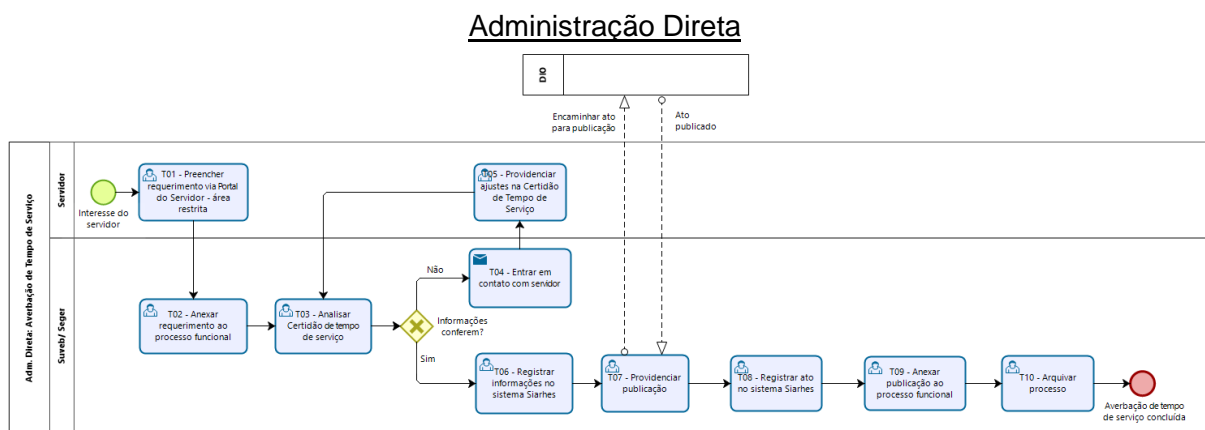 Administração Direta
DIO
Encaminhar ato
para publicação
Ato
publicado
Adm. Direta: Averbação de Tempo de Serviço
Servidor
Interesse do
servidor
T01 - Preencher
requerimento via Portal
do Servidor - área
restrita
T05 - Providenciar
ajustes na Certidão
de Tempo de
Serviço
Suveb/ Seger
T02 - Anexar
requerimento ao
processo funcional
T03 - Analisar
Certidão de tempo
de serviço
Não
T04 - Entrar em
contato com servidor
Informações
conferem?
Sim
T06 - Registrar
informações no
sistema Siarhes
T07 - Providenciar
publicação
T08 - Registrar ato
no sistema Siarhes
T09 - Anexar
publicação ao
processo funcional
T10 - Arquivar
processo
Averbação de tempo
de serviço concluída